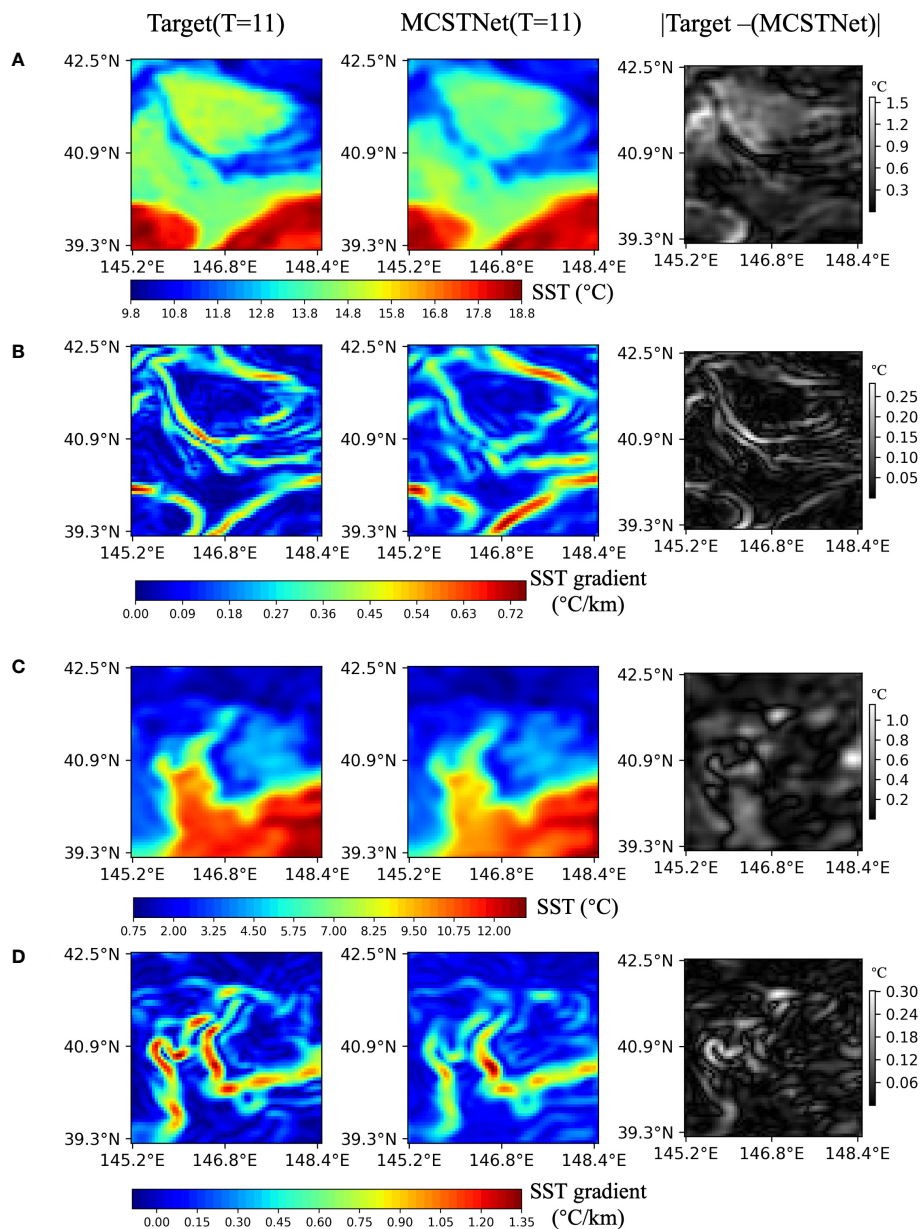 Target(T=11) MCSTNet(T=11) |Target –(MCSTNet)|
A
42.5°N 42.5°N °C
1.5
1.2
40.9°N 40.9°N 40.9°N 0.9
0.6
0.3
39.3°N 39.3°N 39.3°N
42.5°N
145.2°E 146.8°E 148.4°E 145.2°E 146.8°E 148.4°E 145.2°E 146.8°E 148.4°E
SST (°C)
9.8 10.8 11.8 12.8 13.8 14.8 15.8 16.8 17.8 18.8
B
42.5°N 42.5°N 42.5°N °C
0.25
0.20
40.9°N 40.9°N 40.9°N 0.15
0.10
0.05
39.3°N 39.3°N 39.3°N
145.2°E 146.8°E 148.4°E 145.2°E 146.8°E 148.4°E 145.2°E 146.8°E 148.4°E
SST gradient
(°C/km)
0.00 0.09 0.18 0.27 0.36 0.45 0.54 0.63 0.72
C
42.5°N 42.5°N 42.5°N °C
1.0
0.8
40.9°N 40.9°N 40.9°N 0.6
0.4
0.2
39.3°N 39.3°N 39.3°N
145.2°E 146.8°E 148.4°E 145.2°E 146.8°E 148.4°E 145.2°E 146.8°E 148.4°E
SST (°C)
0.75 2.00 3.25 4.50 5.75 7.00 8.25 9.50 10.75 12.00
D
42.5°N 42.5°N 42.5°N °C
0.30
0.24
40.9°N 40.9°N 40.9°N 0.18
0.12
0.06
39.3°N 39.3°N 39.3°N
145.2°E 146.8°E 148.4°E 145.2°E 146.8°E 148.4°E 145.2°E 146.8°E 148.4°E
SST gradient
(°C/km)
0.00 0.15 0.30 0.45 0.60 0.75 0.90 1.05 1.20 1.35